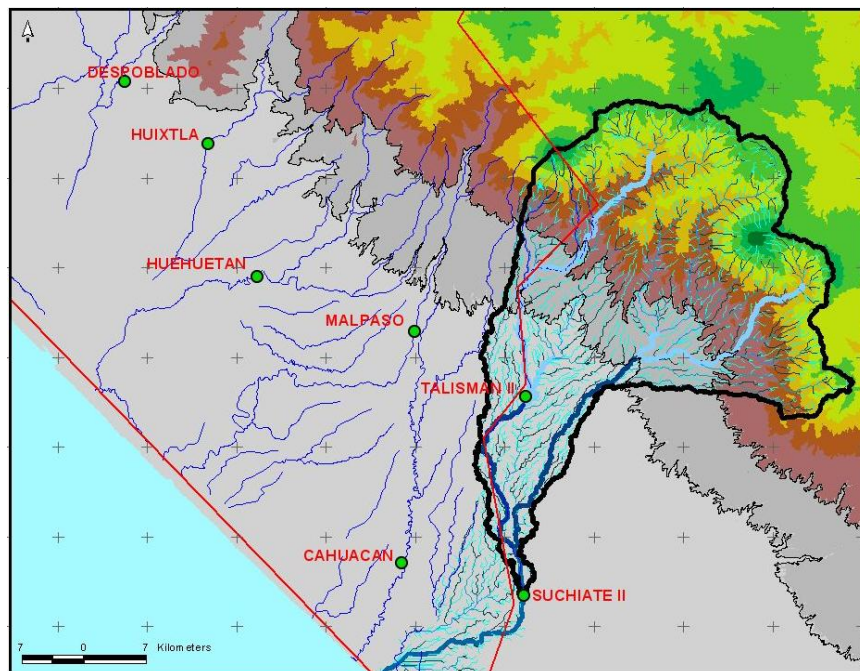 DESPOBLADO
HUIXTLA
HUEHUETAN
MALPASO
TALISMAN II
CAHUACAN
SUCHIATE II
7 0 7 Kilometers